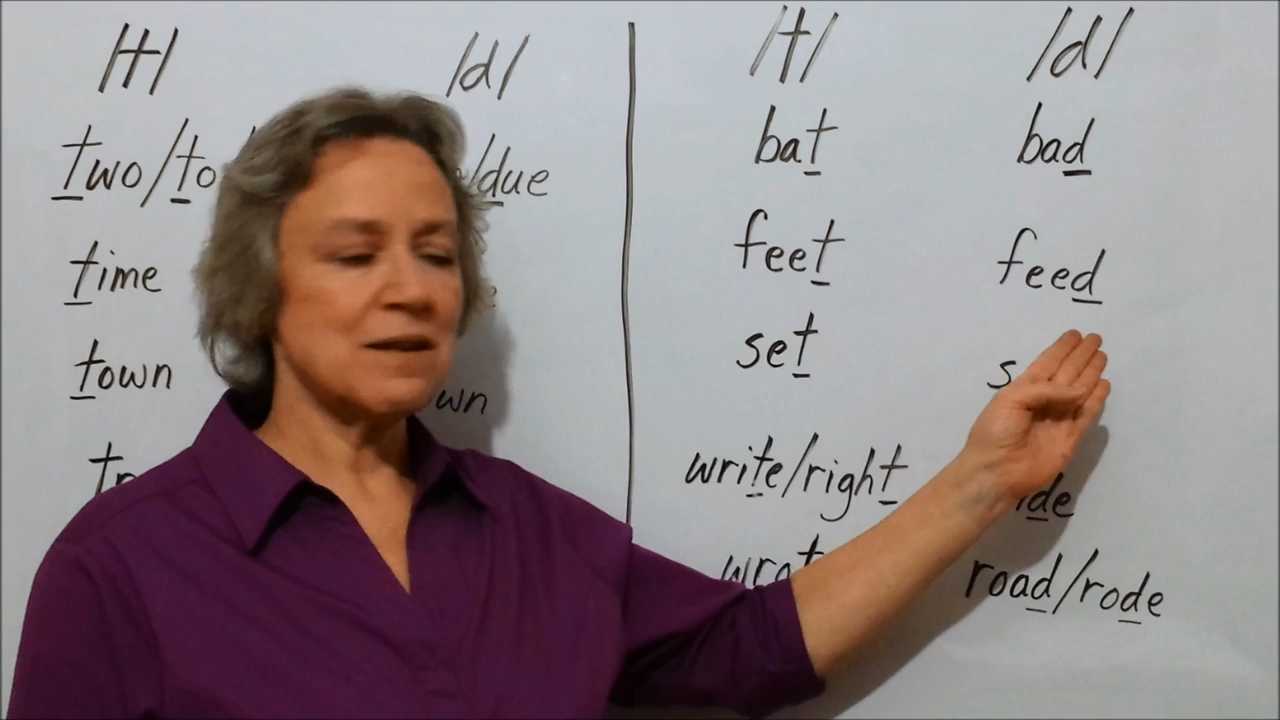 /t/ /d/ /t/ /d/
two/to /due bat bad
time feet feed
town set
write/right
road/rode